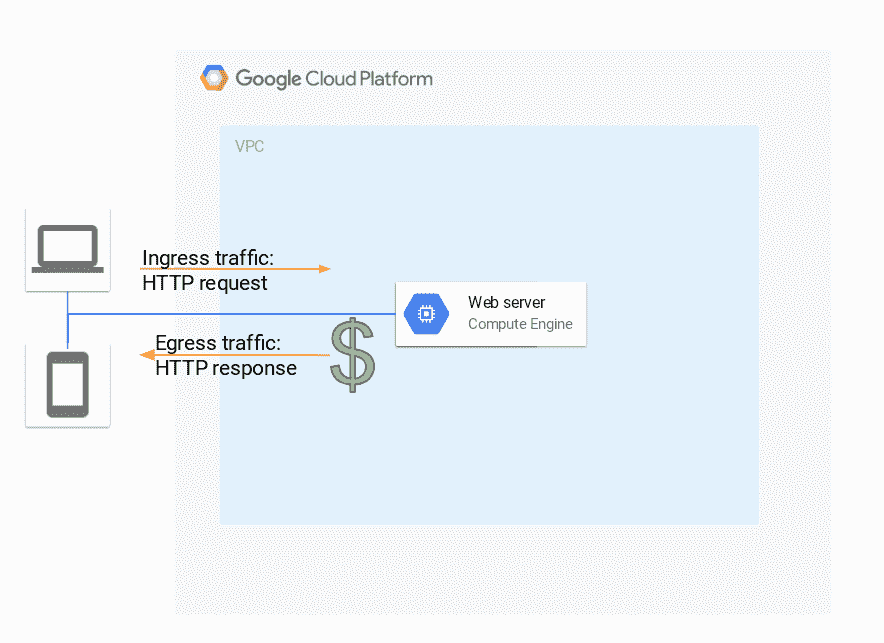 Google Cloud Platform
VPC
Ingress traffic:
HTTP request
Web server
Compute Engine
Egress traffic:
HTTP response
$